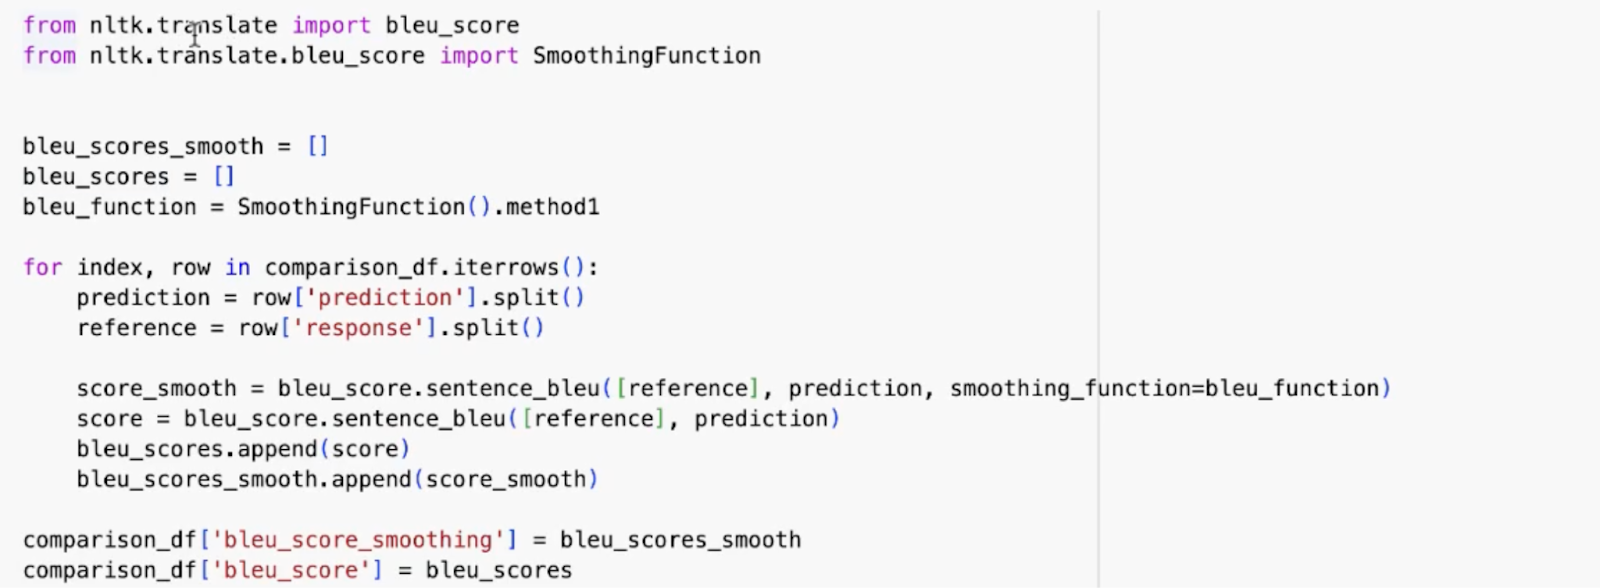 from nltk.translate import bleu_score
from nltk.translate.bleu_score import SmoothingFunction
bleu_scores_smooth = []
bleu_scores = []
bleu_function = SmoothingFunction().method1
for index, row in comparison_df.iterrows():
    prediction = row['prediction'].split()
    reference = row['response'].split()
    score_smooth = bleu_score.sentence_bleu([reference], prediction, smoothing_function=bleu_function)
    score = bleu_score.sentence_bleu([reference], prediction)
    bleu_scores.append(score)
    bleu_scores_smooth.append(score_smooth)
comparison_df['bleu_score_smoothing'] = bleu_scores_smooth
comparison_df['bleu_score'] = bleu_scores